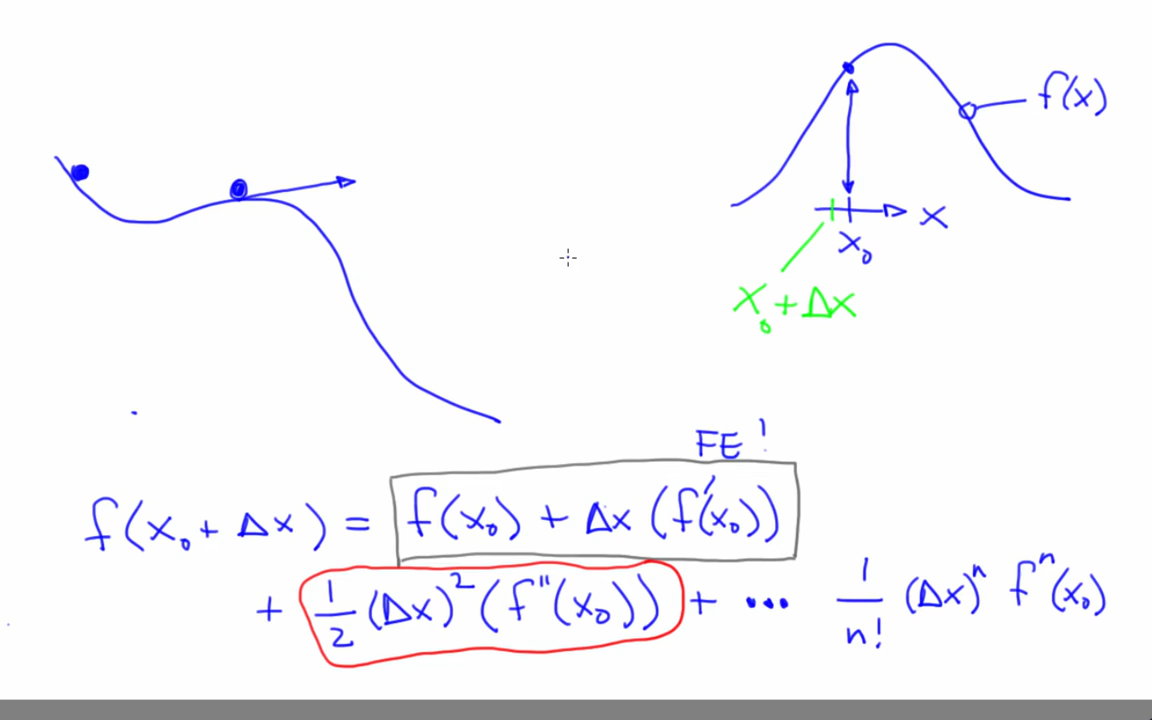 f(x)
x
x₀
x₀ + Δx
FE!
f(x₀ + Δx) = f(x₀) + Δx (f'(x₀))
+ 1/2 (Δx)² (f''(x₀)) + ... 1/n! (Δx)ⁿ fⁿ(x₀)